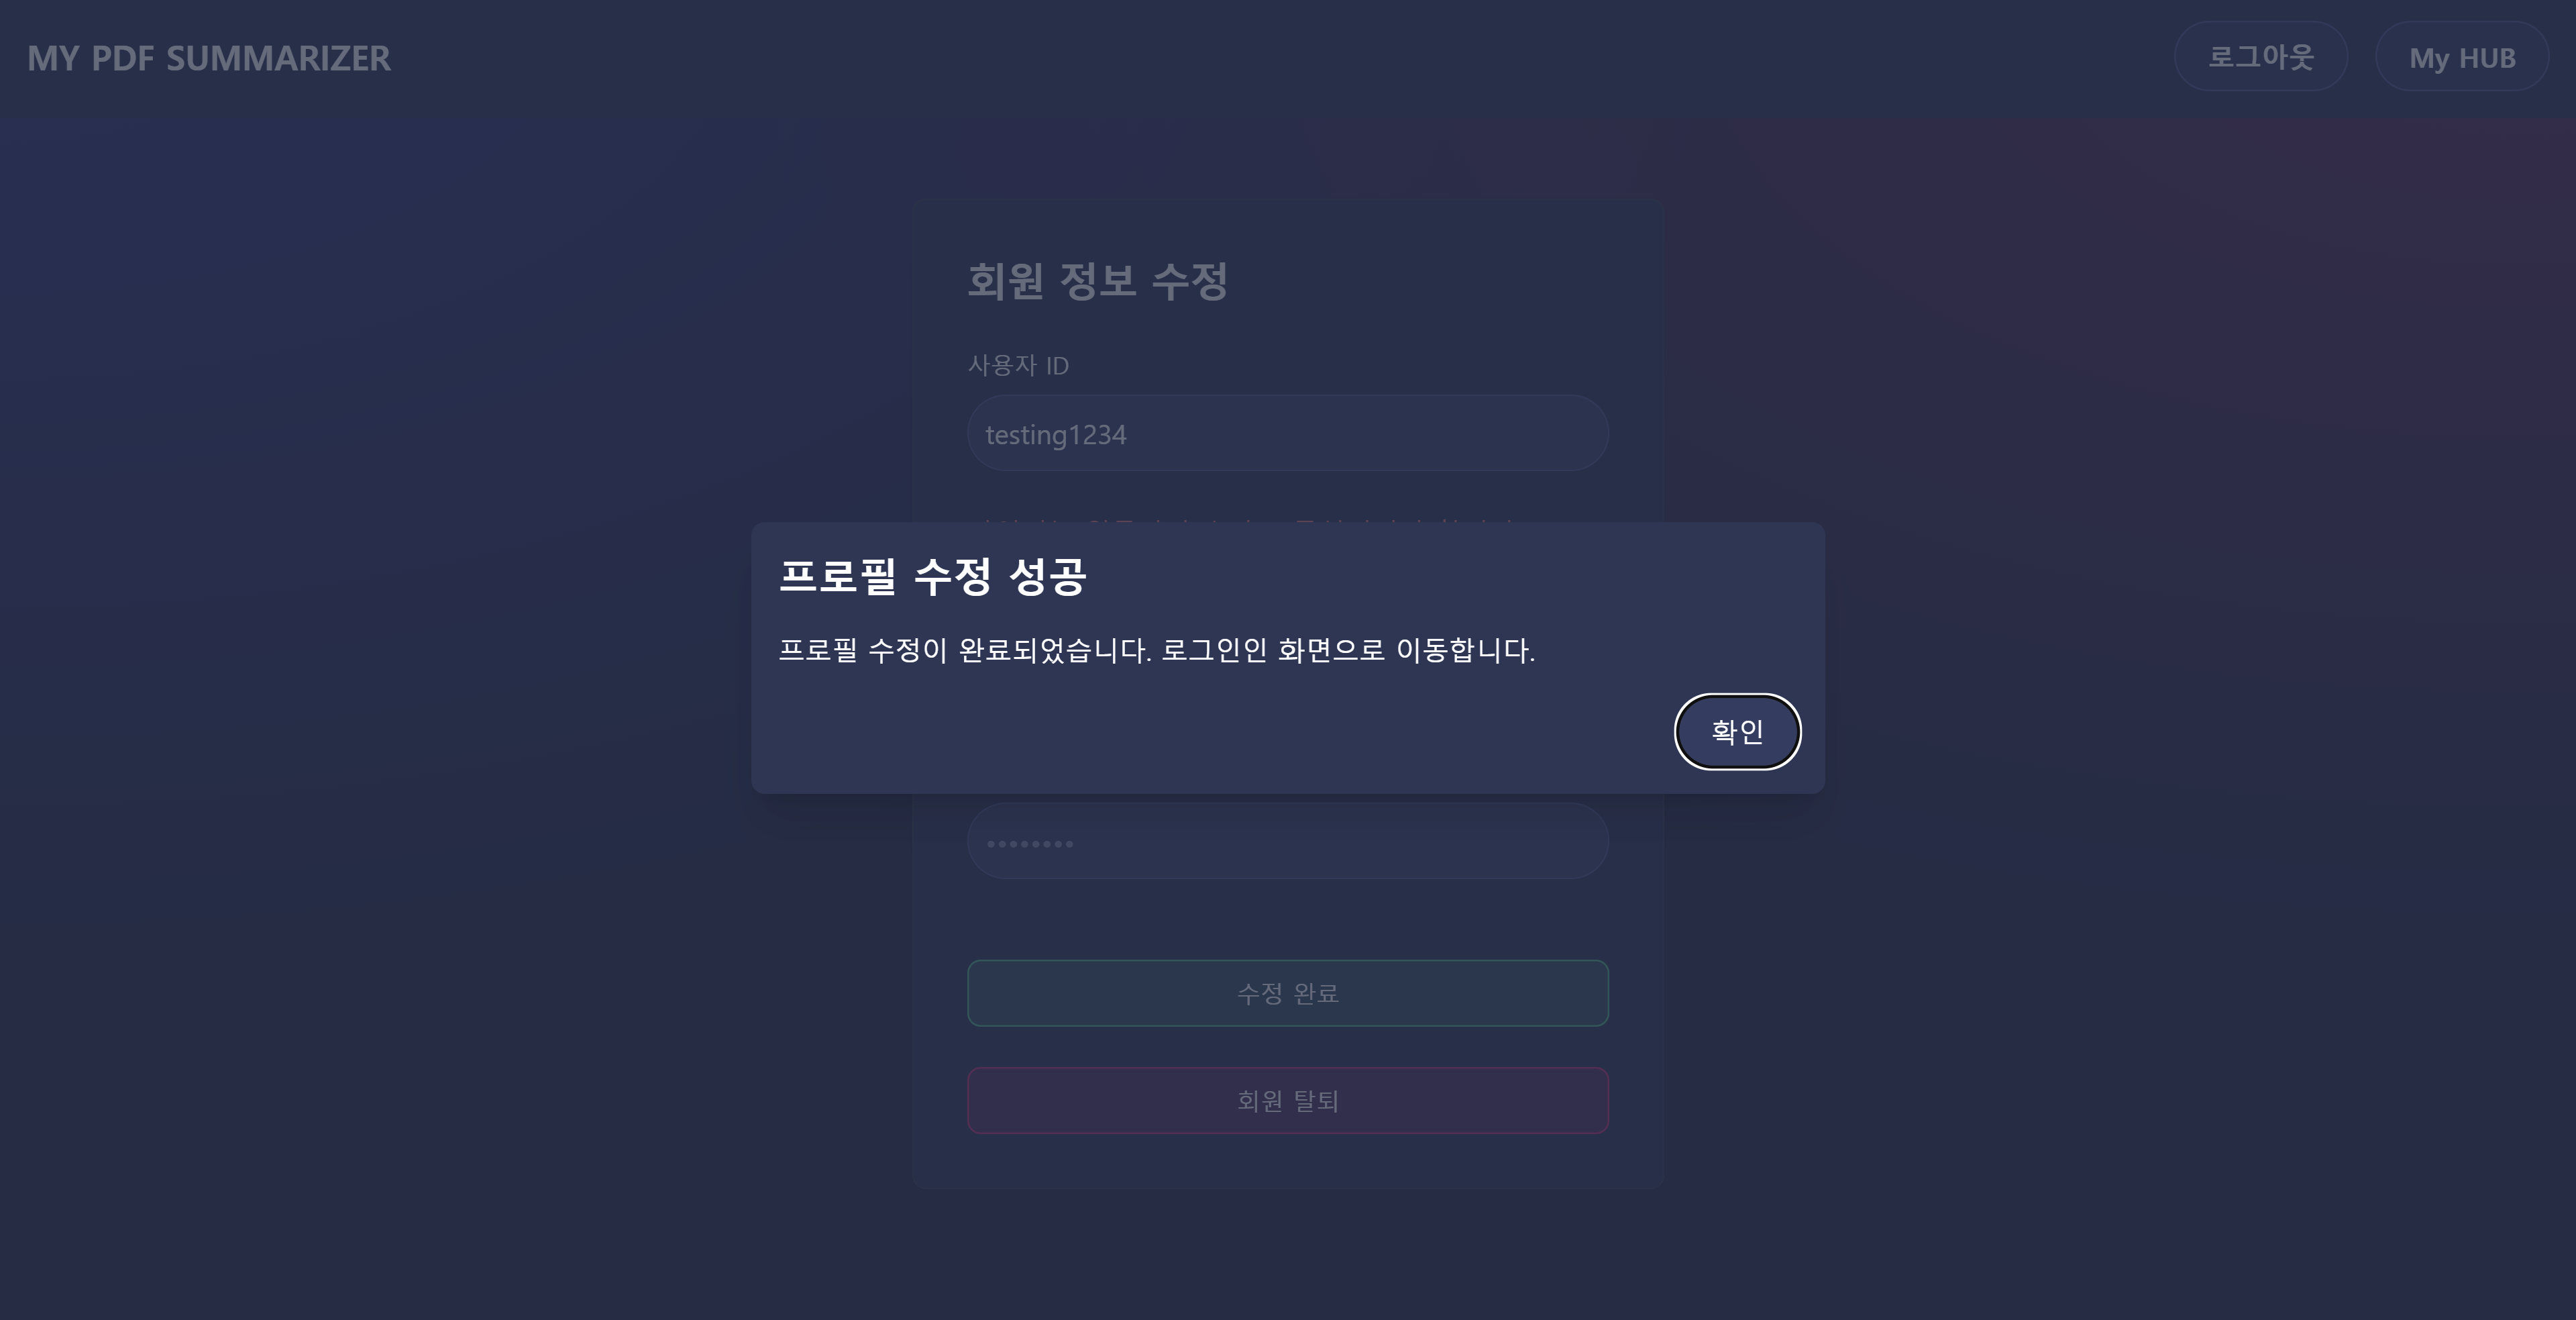 MY PDF SUMMARIZER
로그아웃
My HUB
회원 정보 수정
사용자 ID
testing1234
프로필 수정 성공
프로필 수정이 완료되었습니다. 로그인인 화면으로 이동합니다.
확인
••••••••
수정 완료
회원 탈퇴